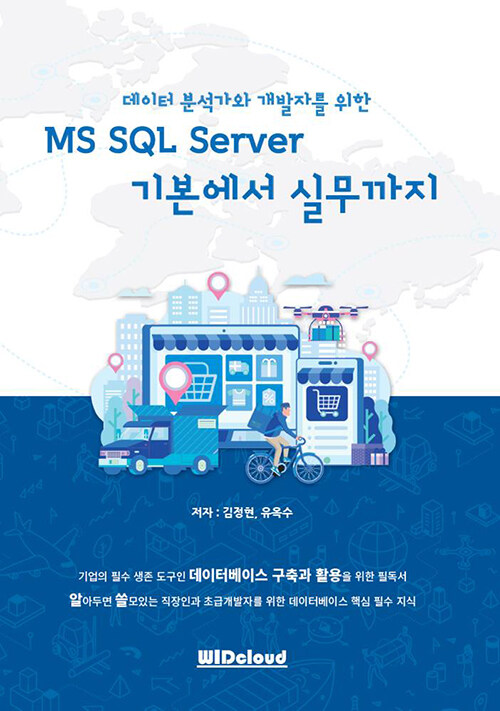 데이터 분석가와 개발자를 위한
MS SQL Server
기본에서 실무까지
저자 : 김정현, 유옥수
기업의 필수 생존 도구인 데이터베이스 구축과 활용을 위한 필독서
알아두면 쓸모있는 직장인과 초급개발자를 위한 데이터베이스 핵심 필수 지식
WIDcloud